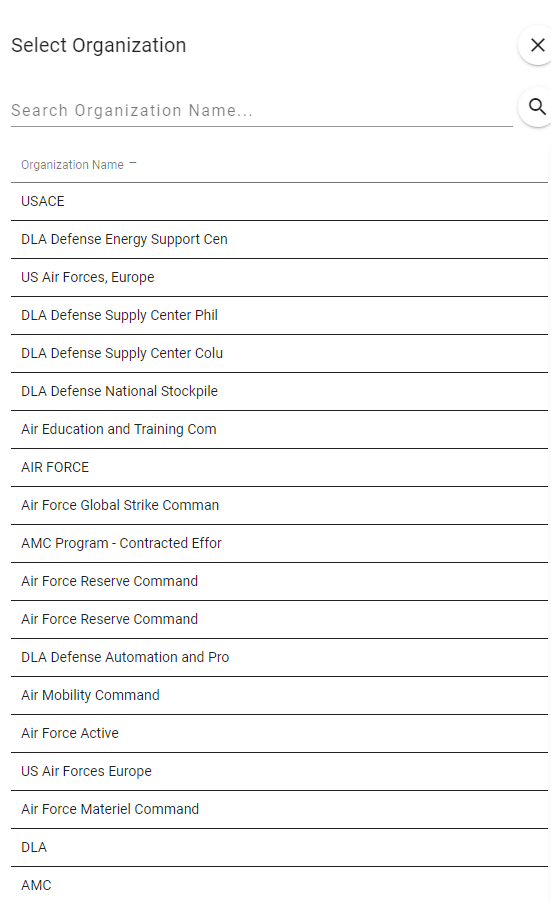 Select Organization
Search Organization Name...
Organization Name
USACE
DLA Defense Energy Support Cen
US Air Forces, Europe
DLA Defense Supply Center Phil
DLA Defense Supply Center Colu
DLA Defense National Stockpile
Air Education and Training Com
AIR FORCE
Air Force Global Strike Comman
AMC Program - Contracted Effor
Air Force Reserve Command
Air Force Reserve Command
DLA Defense Automation and Pro
Air Mobility Command
Air Force Active
US Air Forces Europe
Air Force Materiel Command
DLA
AMC